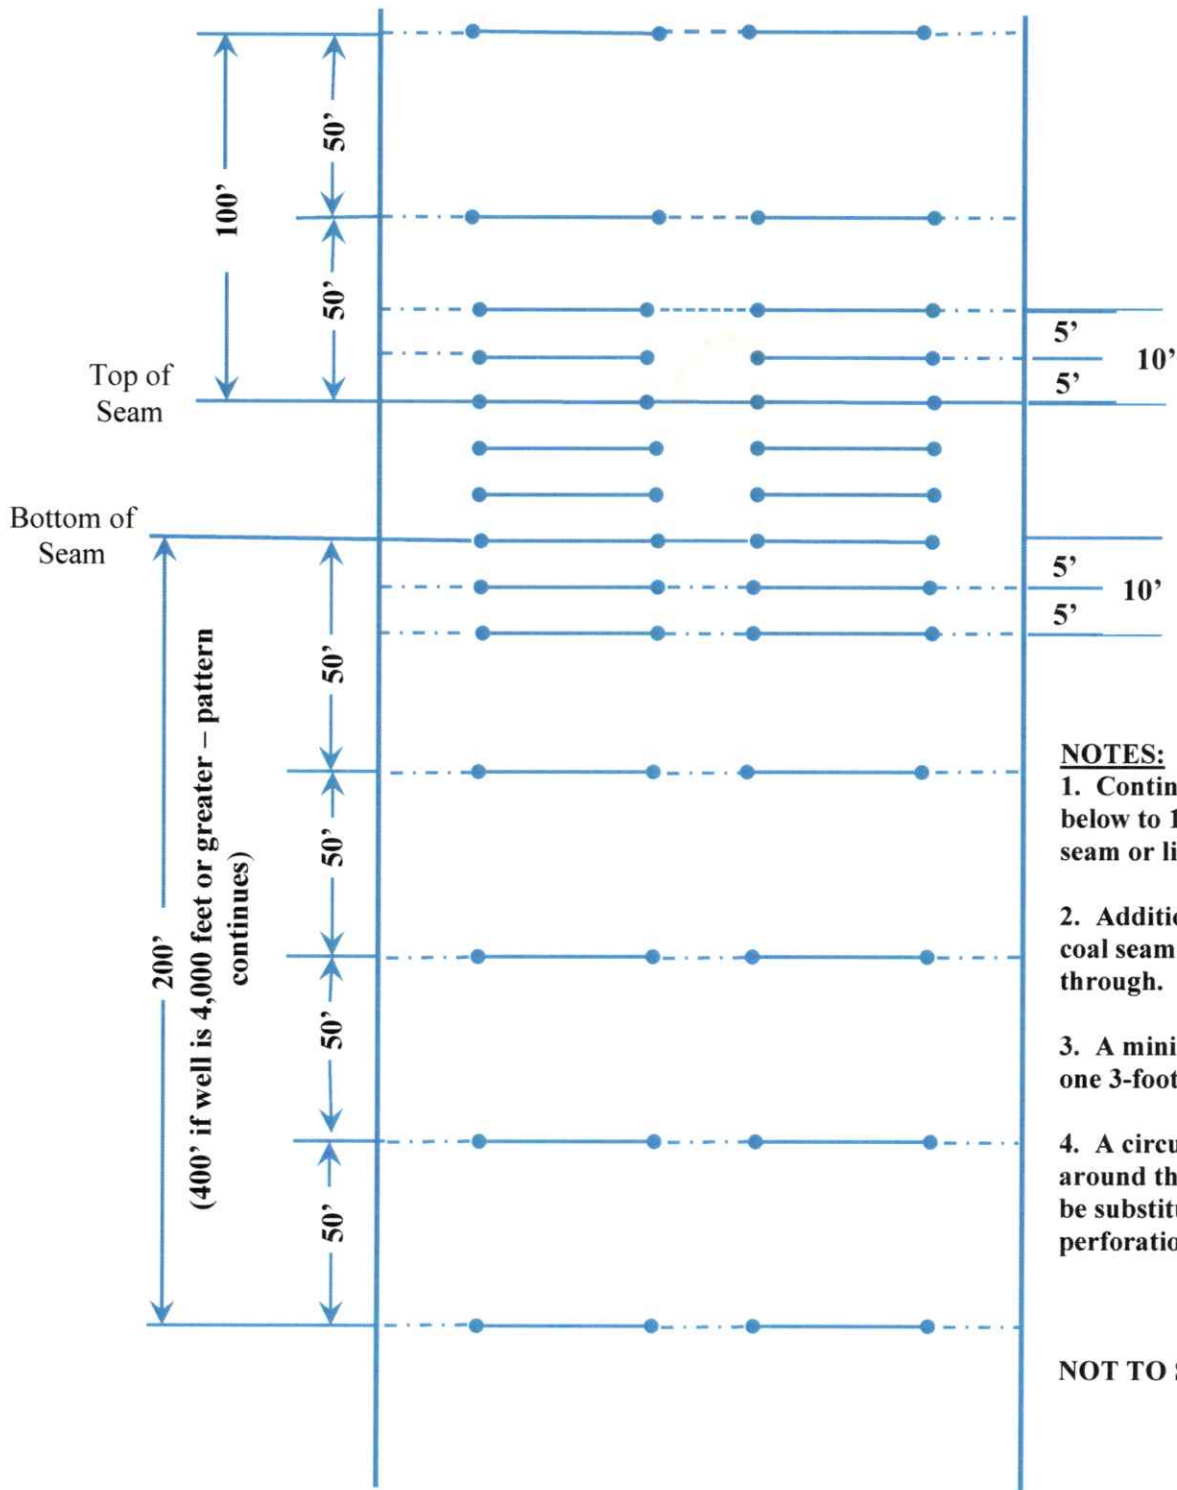 100’
50’
50’
Top of
Seam
5’
10’
5’
Bottom of
Seam
5’
10’
5’
200’
(400’ if well is 4,000 feet or greater – pattern
continues)
50’
50’
50’
50’
NOTES:
1. Contin
below to 1
seam or li
2. Additio
coal seam
through.
3. A mini
one 3-foot
4. A circu
around th
be substitu
perforatio
NOT TO